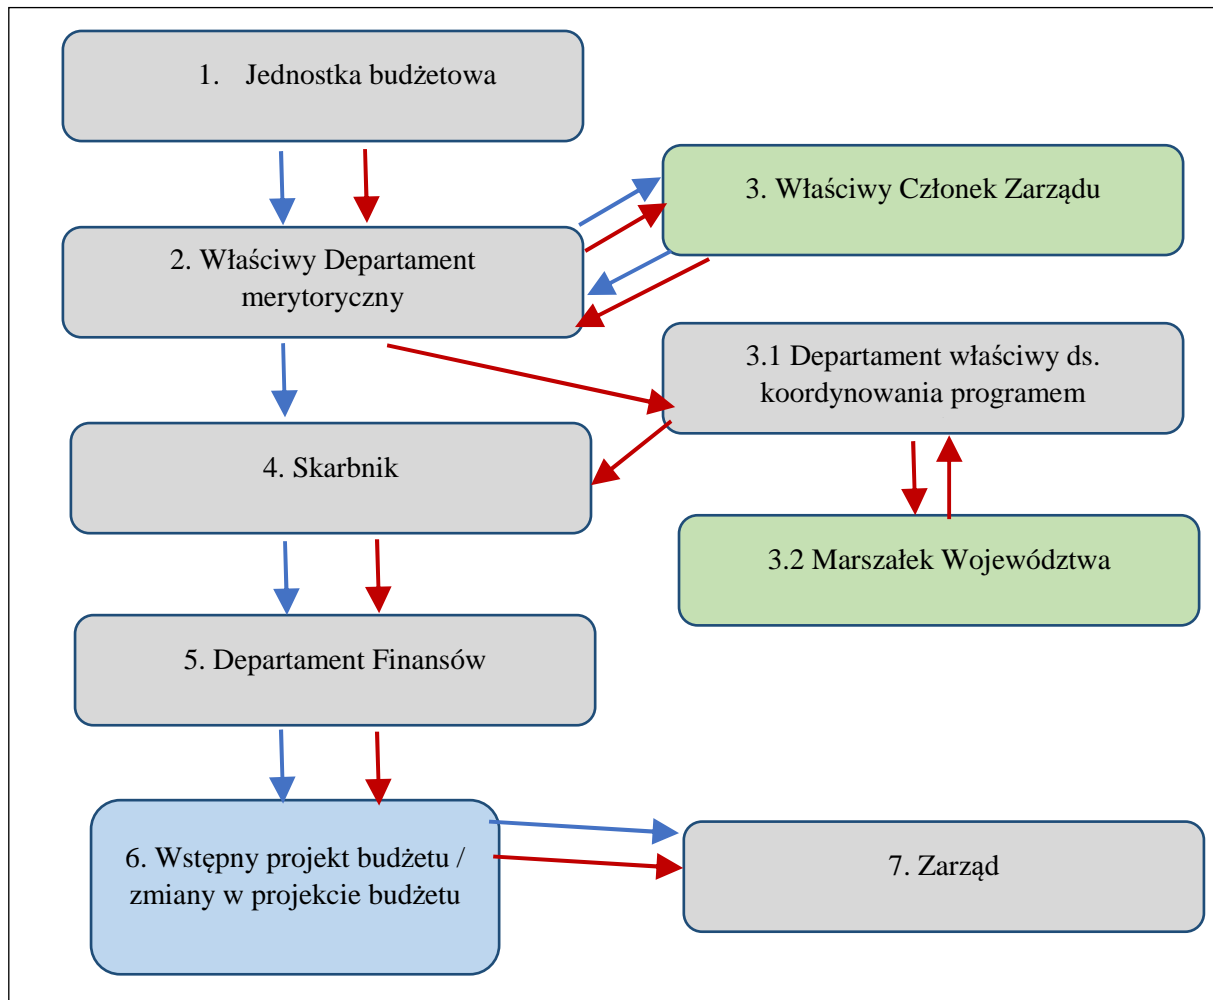 1. Jednostka budżetowa
3. Właściwy Członek Zarządu
2. Właściwy Departament
merytoryczny
3.1 Departament właściwy ds.
koordynowania programem
4. Skarbnik
3.2 Marszałek Województwa
5. Departament Finansów
6. Wstępny projekt budżetu /
zmiany w projekcie budżetu
7. Zarząd